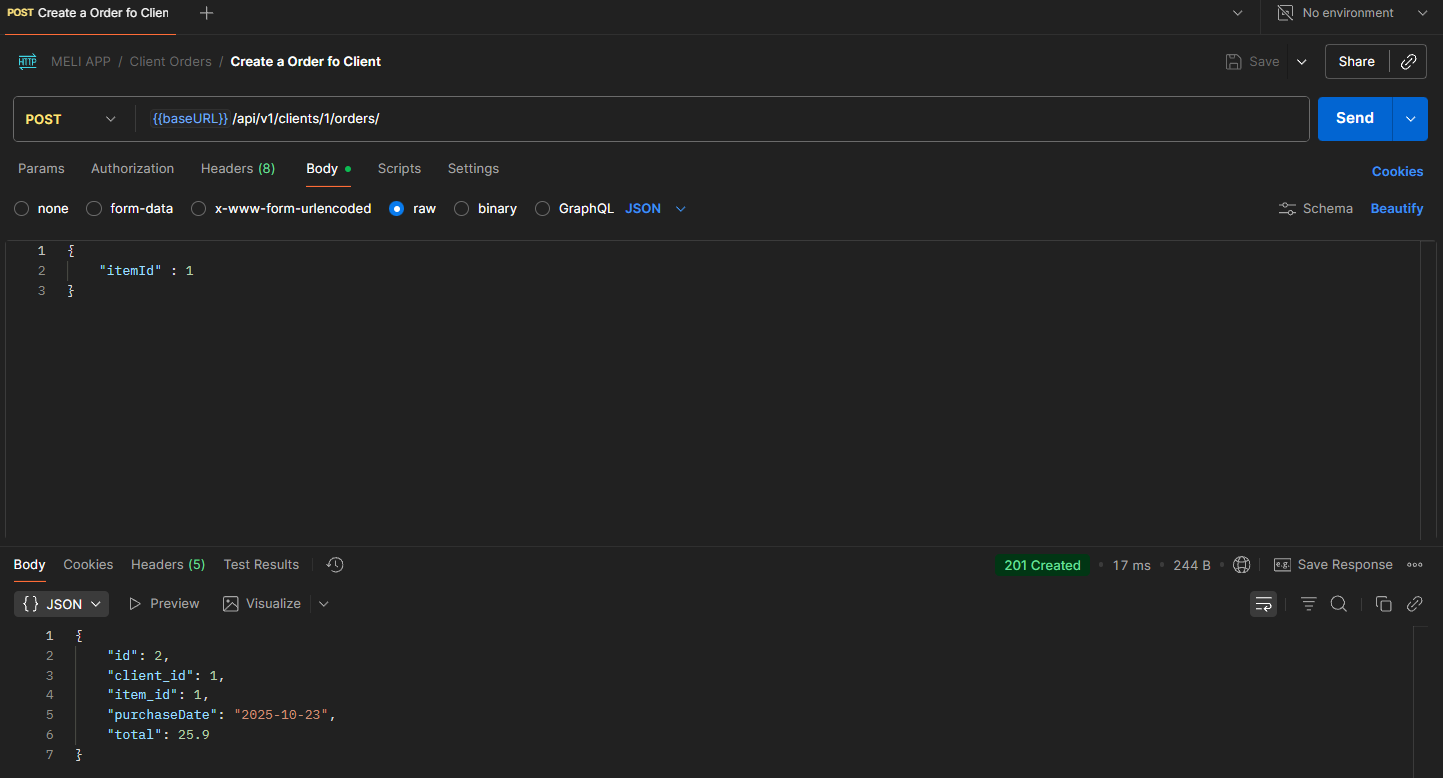 POST Create a Order fo Clien
No environment
MELI APP / Client Orders / Create a Order fo Client
Save
Share
POST
{{baseURL}} /api/v1/clients/1/orders/
Send
Params Authorization Headers (8) Body Scripts Settings
Cookies
none form-data x-www-form-urlencoded raw binary GraphQL JSON
Schema Beautify
1 {
2 "itemId" : 1
3 }
Body Cookies Headers (5) Test Results
201 Created • 17 ms • 244 B • e.g. Save Response
{} JSON Preview Visualize
1 {
2 "id": 2,
3 "client_id": 1,
4 "item_id": 1,
5 "purchaseDate": "2025-10-23",
6 "total": 25.9
7 }